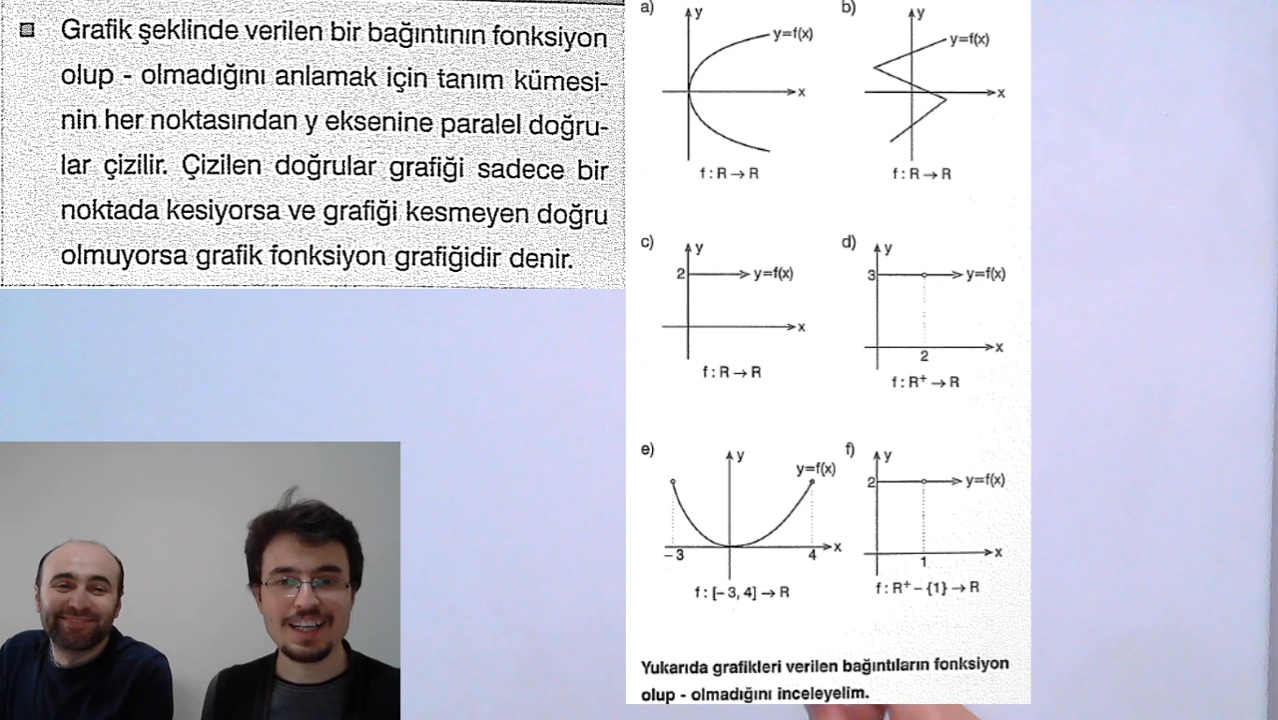 Grafik şeklinde verilen bir bağıntının fonksiyon
olup - olmadığını anlamak için tanım kümesi-
nin her noktasından y eksenine paralel doğru-
lar çizilir. Çizilen doğrular grafiği sadece bir
noktada kesiyorsa ve grafiği kesmeyen doğru
olmuyorsa grafik fonksiyon grafiğidir denir.
a)
y
y=f(x)
x
f : R → R
b)
y
y=f(x)
x
f : R → R
c)
y
2
y=f(x)
x
f : R → R
d)
y
3
y=f(x)
2
x
f : R⁺ → R
e)
y
y=f(x)
-3
4
x
f : [-3, 4] → R
f)
y
2
y=f(x)
1
x
f : R⁺ - {1} → R
Yukarıda grafikleri verilen bağıntıların fonksiyon
olup - olmadığını inceleyelim.